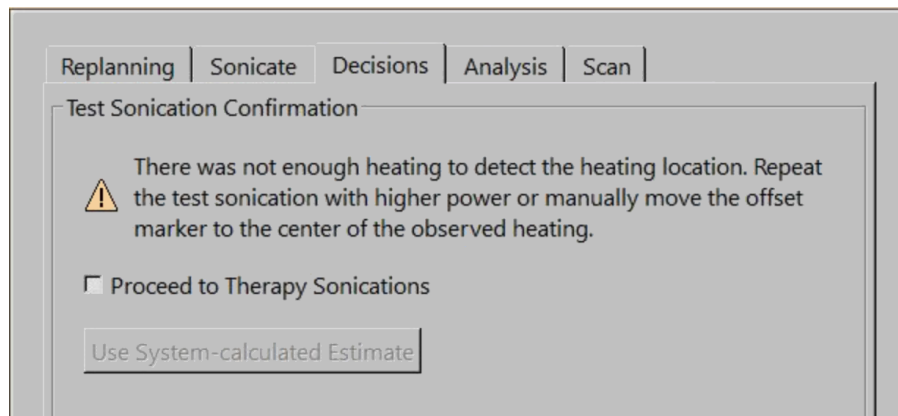 Replanning Sonicate Decisions Analysis Scan
Test Sonication Confirmation
There was not enough heating to detect the heating location. Repeat
the test sonication with higher power or manually move the offset
marker to the center of the observed heating.
Proceed to Therapy Sonications
Use System-calculated Estimate